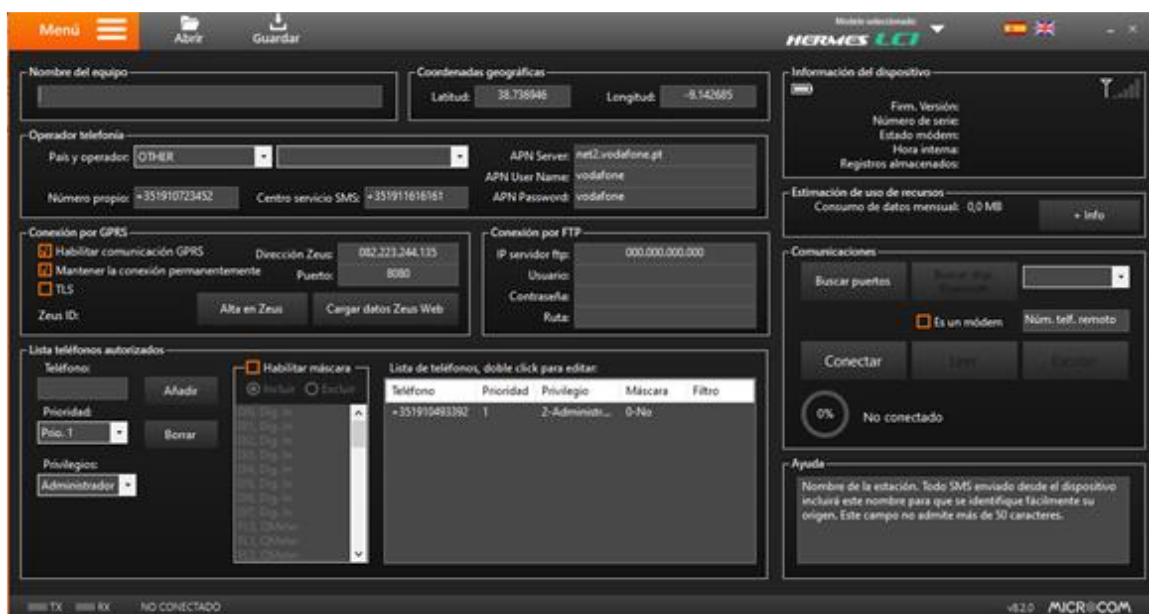 Menú
Abrir
Guardar
Modelo seleccionado:
HERMES LC1
Nombre del equipo
Coordenadas geográficas
Latitud: 38.736946 Longitud: -9.142685
Operador telefonía
País y operador: OTHER
APN Server: net2.vodafone.pt
APN User Name: vodafone
Número propio: +351910723452 Centro servicio SMS: +351911616161 APN Password: vodafone
Conexión por GPRS
Habilitar comunicación GPRS Dirección Zeus: 082.223.244.135
Mantener la conexión permanentemente Puerto: 8080
TLS
Zeus ID: Alta en Zeus Cargar datos Zeus Web
Conexión por FTP
IP servidor ftp: 000.000.000.000
Usuario:
Contraseña:
Ruta:
Lista teléfonos autorizados
Teléfono:
Añadir
Prioridad:
Prio. 1
Borrar
Privilegios:
Administrador
Habilitar máscara
Incluir Excluir
Lista de teléfonos, doble click para editar:
Teléfono Prioridad Privilegio Máscara Filtro
+351910493392 1 2-Administr... 0-No
Información del dispositivo
Firm. Versión:
Número de serie:
Estado módem:
Hora interna:
Registros almacenados:
Estimación de uso de recursos
Consumo de datos mensual: 0,0 MB
+ Info
Comunicaciones
Buscar puertos
Es un módem Núm. telf. remoto
Conectar
0% No conectado
Ayuda
Nombre de la estación. Todo SMS enviado desde el dispositivo
incluirá este nombre para que se identifique fácilmente su
origen. Este campo no admite más de 50 caracteres.
TX RX NO CONECTADO
v8.2.0 MICROCOM